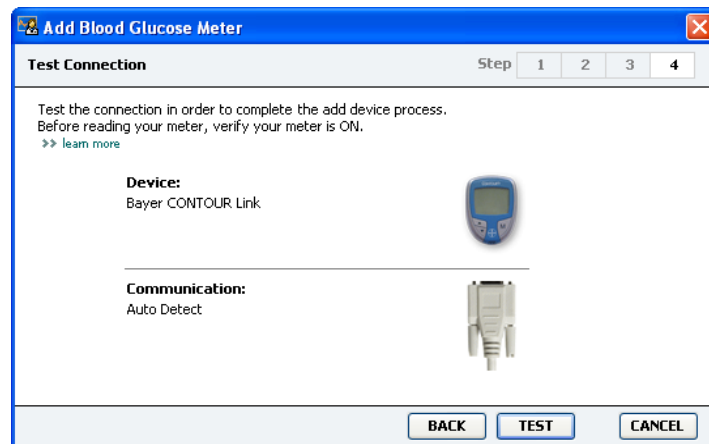 Add Blood Glucose Meter
Test Connection Step 1 2 3 4
Test the connection in order to complete the add device process.
Before reading your meter, verify your meter is ON.
>> learn more
Device:
Bayer CONTOUR Link
Communication:
Auto Detect
BACK TEST CANCEL